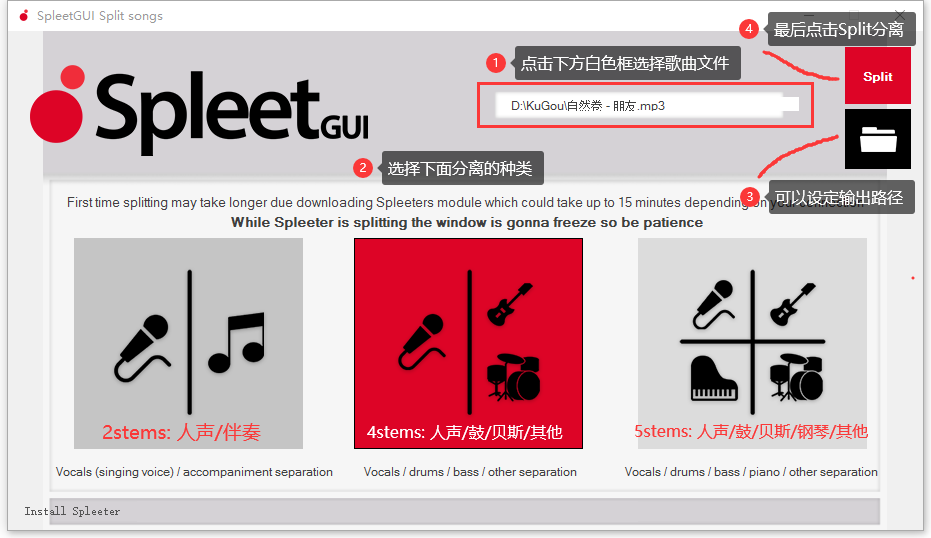 SpleetGUI Split songs
4 最后点击Split分离
1 点击下方白色框选择歌曲文件
Split
SpleetGUI
D:\KuGou\自然卷 - 朋友.mp3
2 选择下面分离的种类
3 可以设定输出路径
First time splitting may take longer due downloading Spleeters module which could take up to 15 minutes depending on
While Spleeter is splitting the window is gonna freeze so be patience
2stems: 人声/伴奏
4stems: 人声/鼓/贝斯/其他
5stems: 人声/鼓/贝斯/钢琴/其他
Vocals (singing voice) / accompaniment separation
Vocals / drums / bass / other separation
Vocals / drums / bass / piano / other separation
Install Spleeter